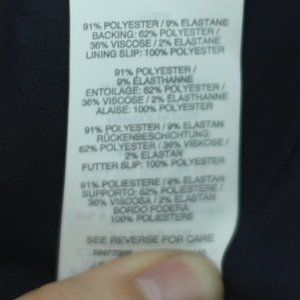 91% POLYESTER / 9% ELASTANE
BACKING: 62% POLYESTER /
36% VISCOSE / 2% ELASTANE
LINING SLIP: 100% POLYESTER
91% POLYESTER /
9% ÉLASTHANNE
ENTOILAGE: 62% POLYESTER /
36% VISCOSE / 2% ÉLASTHANNE
ALAISE: 100% POLYESTER
91% POLYESTER / 9% ELASTAN
RÜCKENBESCHICHTUNG:
62% POLYESTER / 36% VISKOSE /
2% ELASTAN
FUTTER SLIP: 100% POLYESTER
91% POLIESTERE / 9% ELASTAN
SUPPORTO: 62% POLIESTERE /
36% VISCOSA / 2% ELASTAN
BORDO FODERA:
100% POLIESTERE
SEE REVERSE FOR CARE